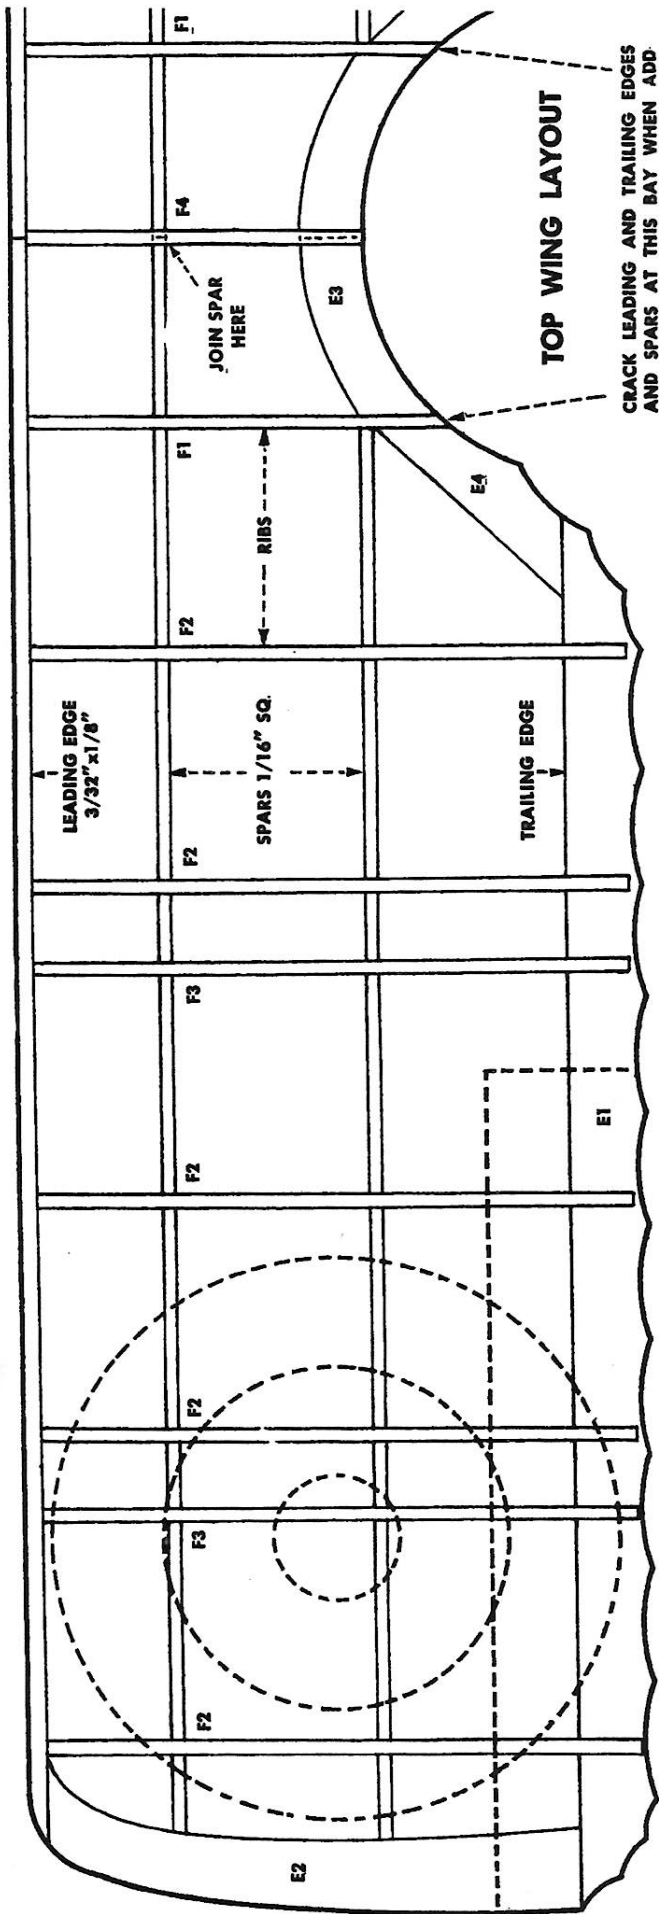 TOP WING LAYOUT
CRACK LEADING AND TRAILING EDGES
AND SPARS AT THIS BAY WHEN ADD-
F1
F4
JOIN SPAR
HERE
E3
F1
E4
RIBS
F2
LEADING EDGE
3/32"x1/8"
SPARS 1/16" SQ.
TRAILING EDGE
F2
F3
F2
E1
F2
F3
F2
E2